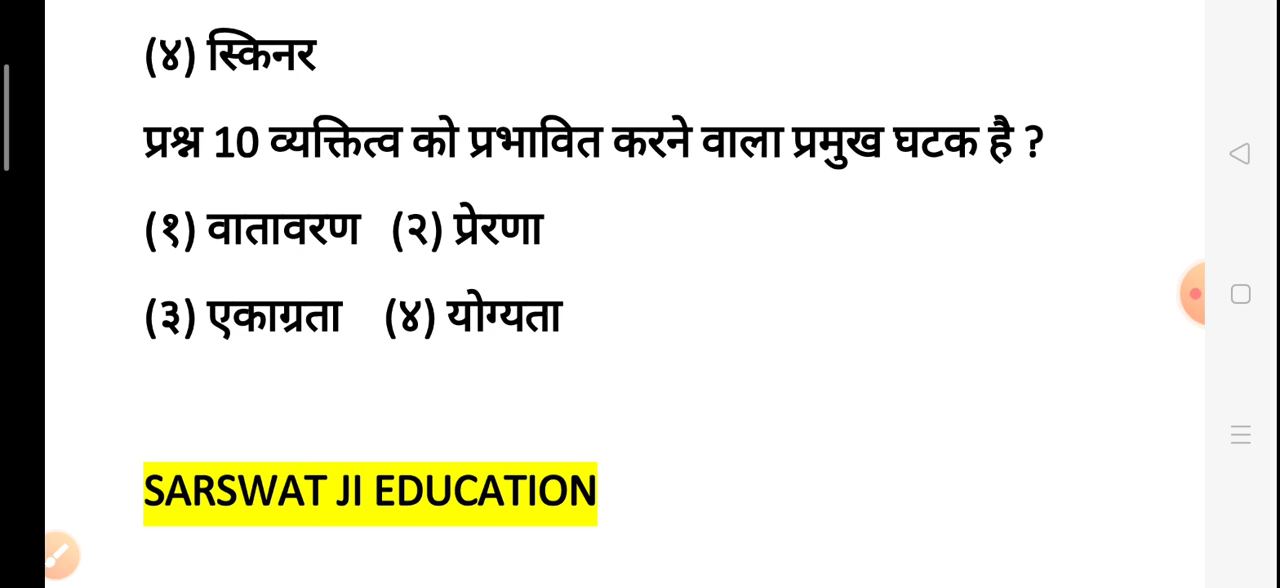 (४) स्किनर
प्रश्न 10 व्यक्तित्व को प्रभावित करने वाला प्रमुख घटक है ?
(१) वातावरण (२) प्रेरणा
(३) एकाग्रता (४) योग्यता
SARSWAT JI EDUCATION